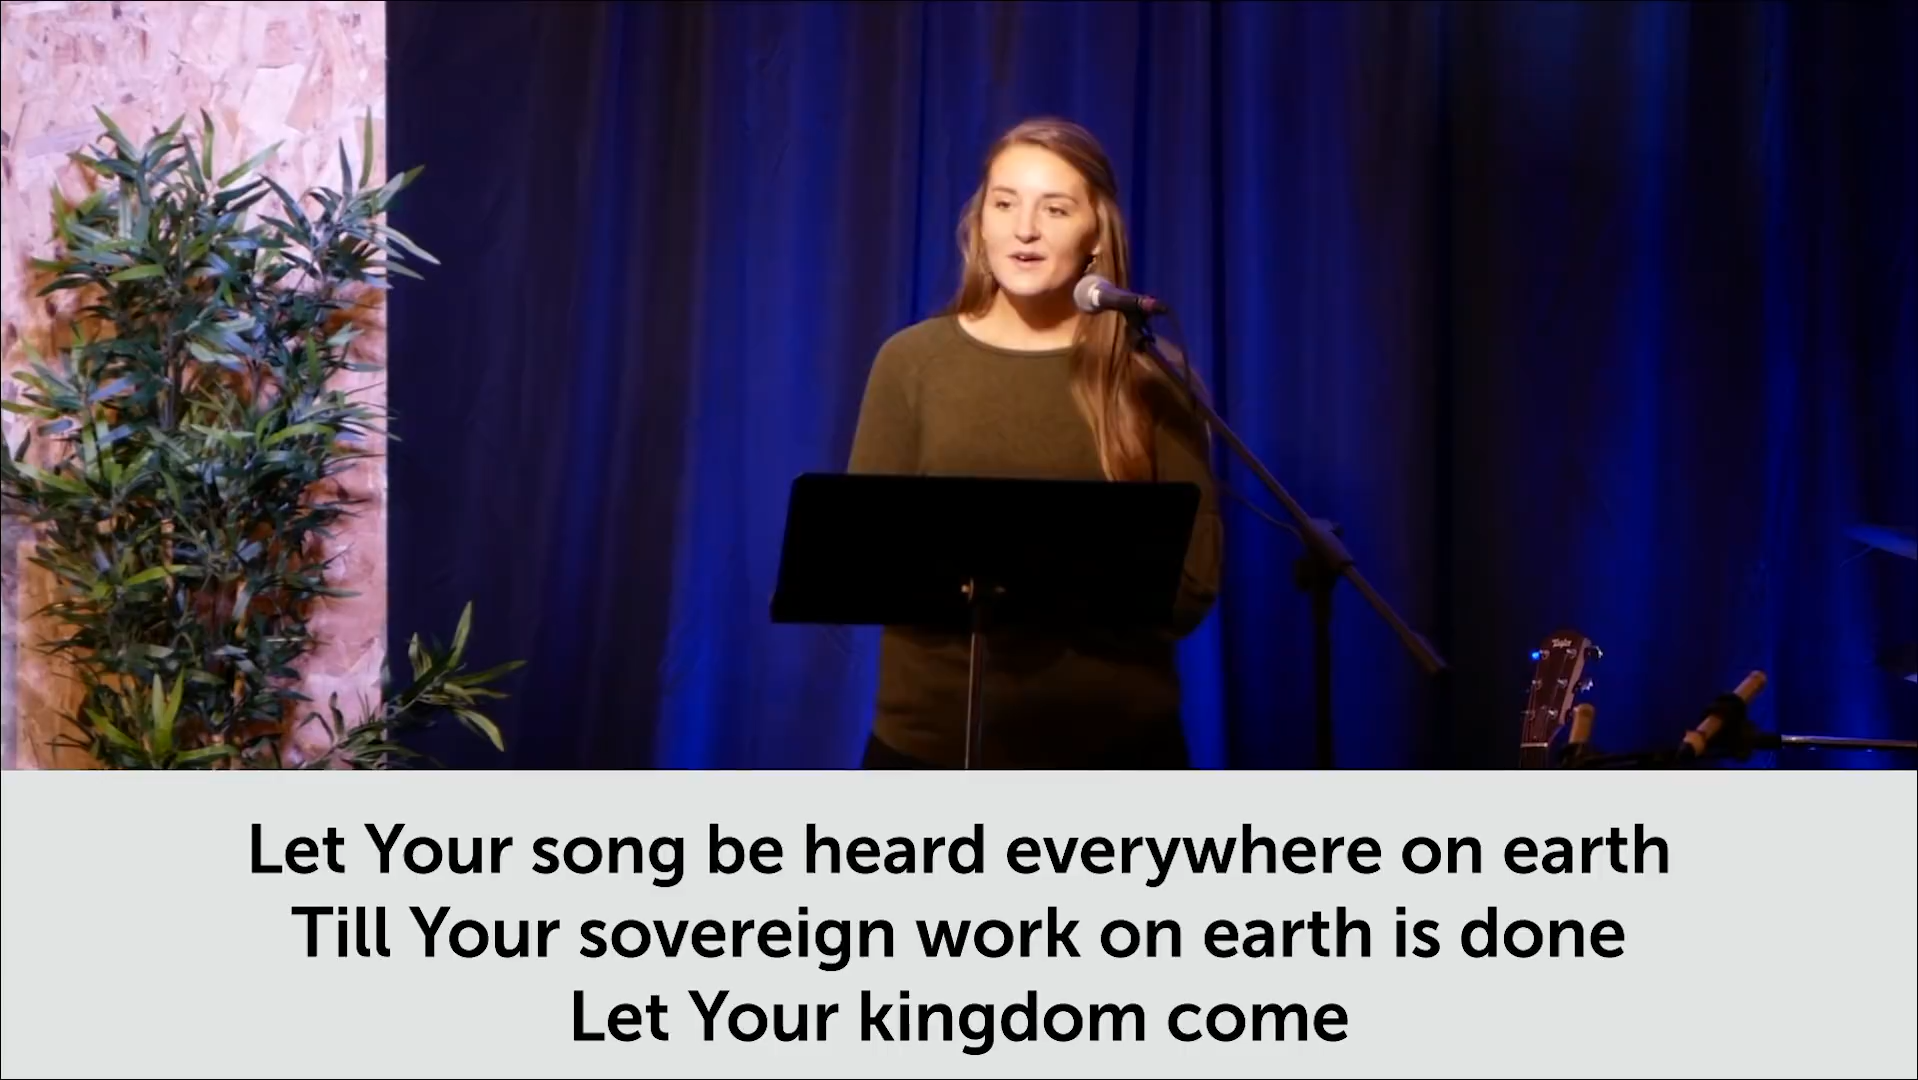 Taylor
Let Your song be heard everywhere on earth
Till Your sovereign work on earth is done
Let Your kingdom come